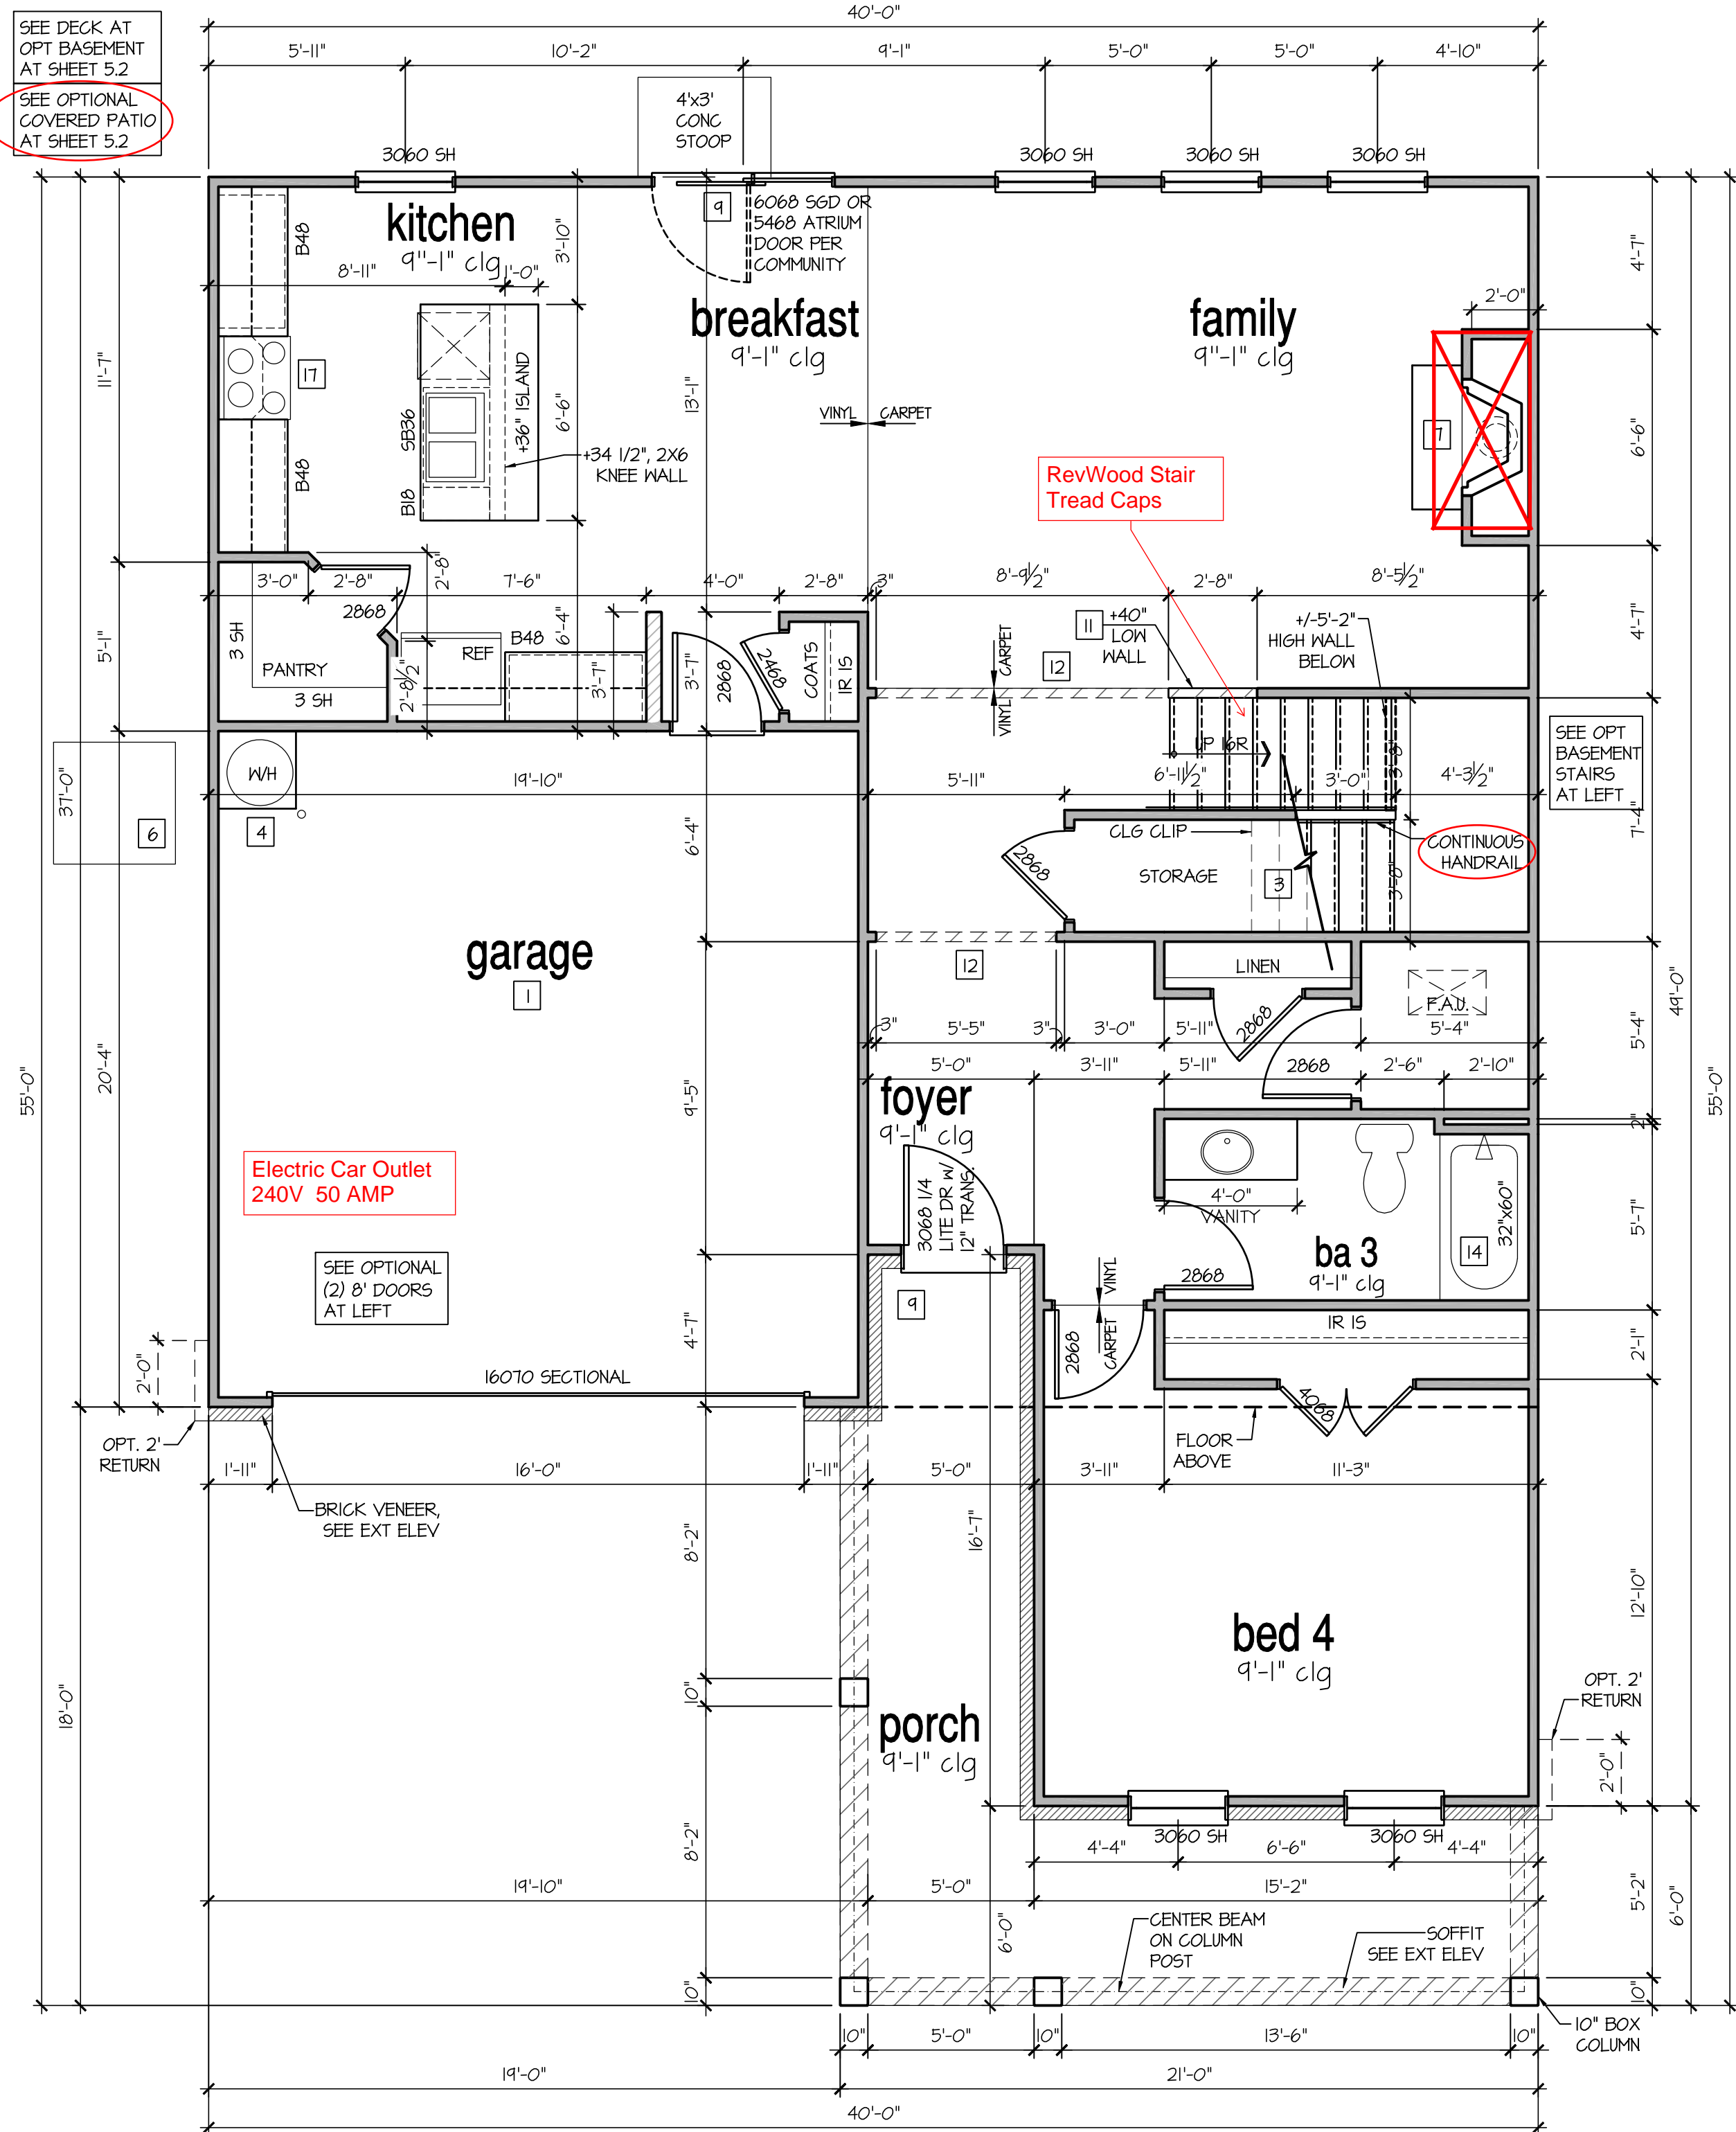 40'-0"
5'-11"
10'-2"
9'-1"
5'-0"
5'-0"
4'-10"
SEE DECK AT
OPT BASEMENT
AT SHEET 5.2
SEE OPTIONAL
COVERED PATIO
AT SHEET 5.2
4'x3'
CONC
STOOP
3060 SH
3060 SH
3060 SH
3060 SH
kitchen
9"-1" clg
B48
8'-11"
1'-0"
3'-10"
9
6068 SGD OR
5468 ATRIUM
DOOR PER
COMMUNITY
breakfast
9'-1" clg
family
9"-1" clg
2'-0"
4'-7"
11'-7"
17
B48
SB36
B18
+36" ISLAND
6'-6"
13'-1"
+34 1/2", 2X6
KNEE WALL
VINYL
CARPET
RevWood Stair
Tread Caps
7
6'-6"
3'-0"
2'-8"
2868
2'-8"
7'-6"
4'-0"
2'-8"
3"
8'-9 1/2"
2'-8"
8'-5 1/2"
4'-7"
5'-1"
3 SH
PANTRY
3 SH
2'-8 1/2"
REF
B48
6'-4"
3'-7"
3'-7"
2868
2468
COATS
IR IS
CARPET
VINYL
12
11
+40"
LOW
WALL
+/-5'-2"
HIGH WALL
BELOW
SEE OPT
BASEMENT
STAIRS
AT LEFT
37'-0"
6
W/H
4
19'-10"
5'-11"
UP 16R
6'-11 1/2"
3'-0"
3'-8"
4'-3 1/2"
7'-4"
6'-4"
CLG CLIP
2868
STORAGE
3
3'-8"
CONTINUOUS
HANDRAIL
garage
1
12
LINEN
F.A.U.
49'-0"
3"
5'-5"
3"
3'-0"
5'-11"
2868
5'-4"
5'-4"
5'-0"
3'-11"
5'-11"
2868
2'-6"
2'-10"
55'-0"
20'-4"
9'-5"
55'-0"
foyer
9'-1" clg
2"
Electric Car Outlet
240V 50 AMP
3068 1/4
LITE DR w/
12" TRANS.
4'-0"
VANITY
32"x60"
14
5'-7"
ba 3
9'-1" clg
2868
SEE OPTIONAL
(2) 8' DOORS
AT LEFT
9
VINYL
CARPET
2868
IR IS
4'-7"
2'-1"
2'-0"
16070 SECTIONAL
4068
OPT. 2'
RETURN
FLOOR
ABOVE
1'-11"
16'-0"
1'-11"
5'-0"
3'-11"
11'-3"
BRICK VENEER,
SEE EXT ELEV
8'-2"
16'-7"
12'-10"
bed 4
9'-1" clg
18'-0"
10"
OPT. 2'
RETURN
porch
9'-1" clg
2'-0"
8'-2"
3060 SH
3060 SH
4'-4"
6'-6"
4'-4"
19'-10"
5'-0"
15'-2"
5'-2"
6'-0"
6'-0"
CENTER BEAM
ON COLUMN
POST
SOFFIT
SEE EXT ELEV
10"
10"
10"
5'-0"
10"
13'-6"
10"
10" BOX
COLUMN
19'-0"
21'-0"
40'-0"